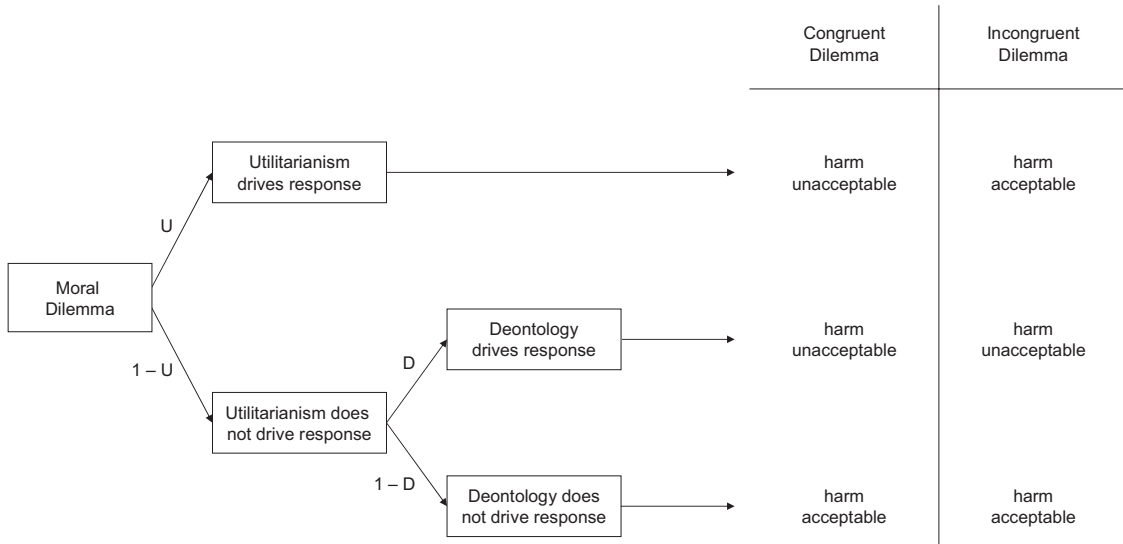 Congruent
Dilemma
Incongruent
Dilemma
Utilitarianism
drives response
harm
unacceptable
harm
acceptable
U
Moral
Dilemma
1 – U
Deontology
drives response
harm
unacceptable
harm
unacceptable
D
Utilitarianism does
not drive response
1 – D
Deontology does
not drive response
harm
acceptable
harm
acceptable